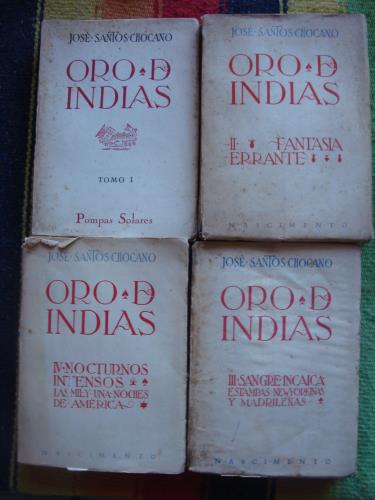 JOSÉ · SANTOS · CHOCANO
ORO · D
INDIAS
TOMO I
Pompas Solares
JOSÉ · SANTOS · CHOCANO
ORO · DE
INDIAS
· II · FANTASIA
ERRANTE
NASCIMENTO
JOSÉ · SANTOS · CHOCANO
ORO · DE
INDIAS
IV · NOCTURNOS
INTENSOS
LAS MIL Y UNA NOCHES
DE AMÉRICA
NASCIMENTO
JOSÉ · SANTOS · CHOCANO
ORO · DE
INDIAS
III · SANGRE INCAICA
ESTAMPAS NEWYORKINAS
Y MADRILEÑAS
NASCIMENTO